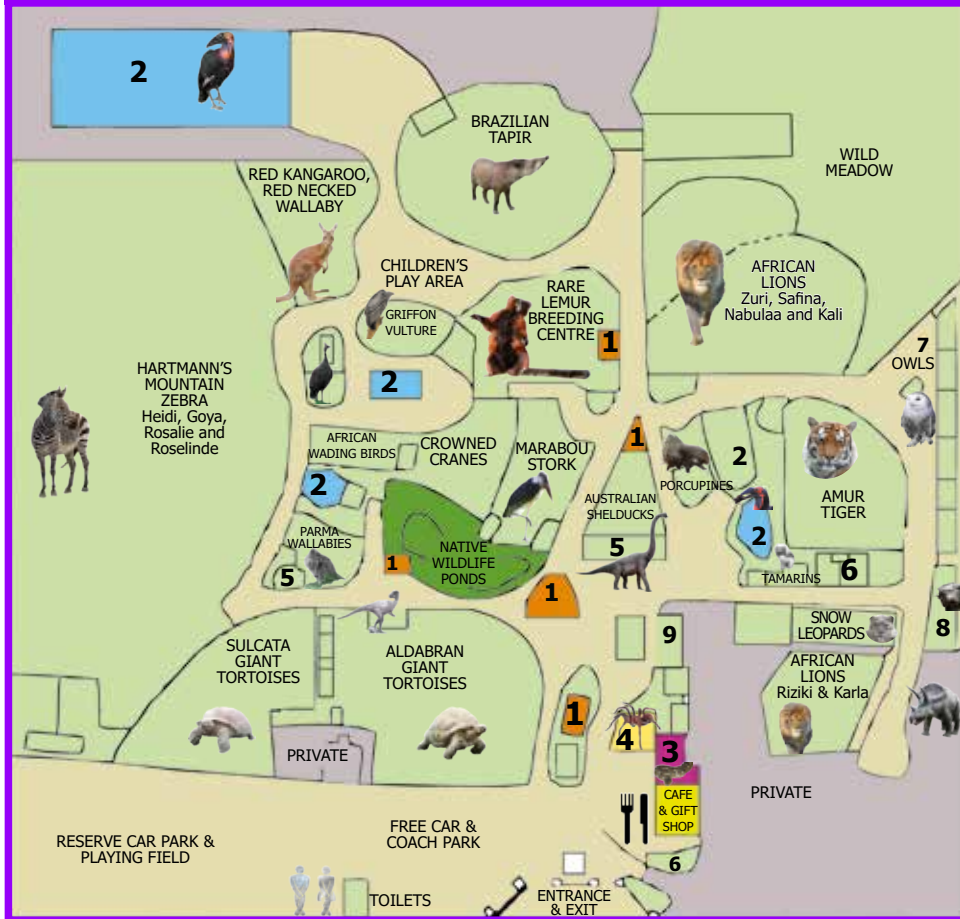 2
BRAZILIAN
TAPIR
WILD
MEADOW
RED KANGAROO,
RED NECKED
WALLABY
CHILDREN'S
PLAY AREA
GRIFFON
VULTURE
RARE
LEMUR
BREEDING
CENTRE
1
AFRICAN
LIONS
Zuri, Safina,
Nabulaa and Kali
7
OWLS
HARTMANN'S
MOUNTAIN
ZEBRA
Heidi, Goya,
Rosalie and
Roselinde
2
AFRICAN
WADING BIRDS
CROWNED
CRANES
MARABOU
STORK
1
PORCUPINES
2
AMUR
TIGER
2
AUSTRALIAN
SHELDUCKS
2
PARMA
WALLABIES
5
1
NATIVE
WILDLIFE
PONDS
5
TAMARINS
6
1
SNOW
LEOPARDS
8
9
SULCATA
GIANT
TORTOISES
ALDABRAN
GIANT
TORTOISES
AFRICAN
LIONS
Riziki & Karla
1
4
3
PRIVATE
CAFE
& GIFT
SHOP
PRIVATE
RESERVE CAR PARK &
PLAYING FIELD
FREE CAR &
COACH PARK
6
TOILETS
ENTRANCE
& EXIT